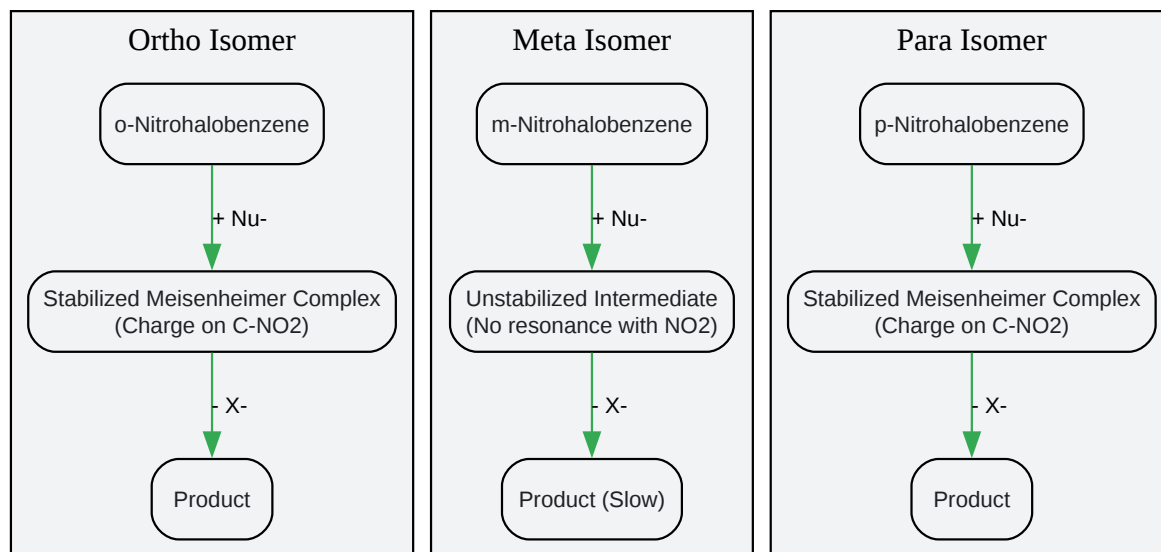 Ortho Isomer
o-Nitrohalobenzene
+ Nu-
Stabilized Meisenheimer Complex
(Charge on C-NO2)
- X-
Product
Meta Isomer
m-Nitrohalobenzene
+ Nu-
Unstabilized Intermediate
(No resonance with NO2)
- X-
Product (Slow)
Para Isomer
p-Nitrohalobenzene
+ Nu-
Stabilized Meisenheimer Complex
(Charge on C-NO2)
- X-
Product